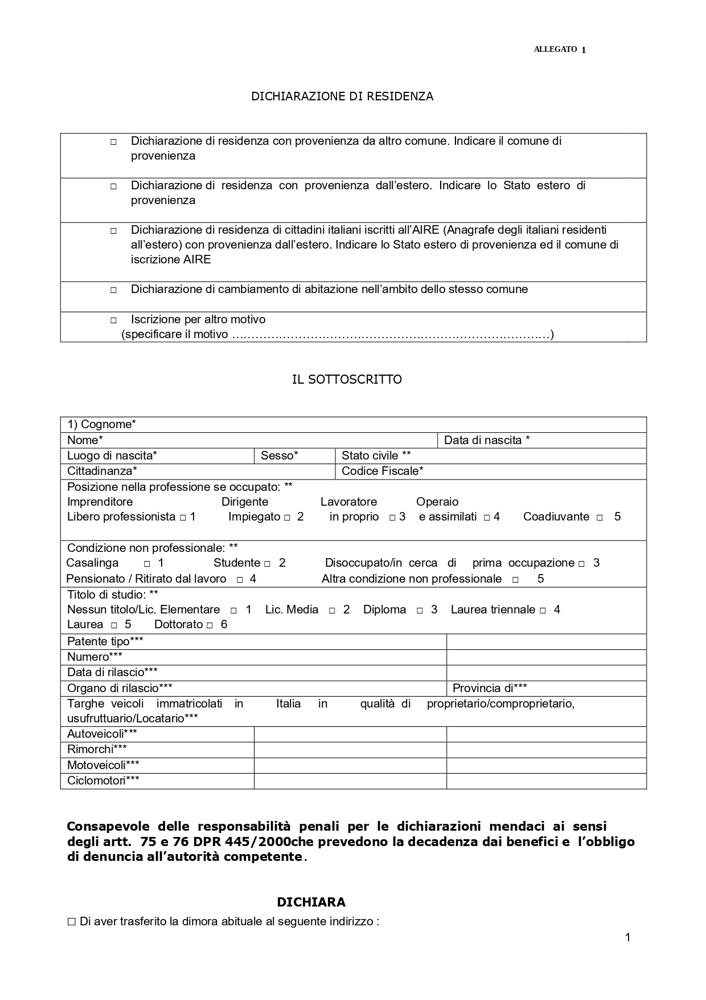 ALLEGATO 1
DICHIARAZIONE DI RESIDENZA
□ Dichiarazione di residenza con provenienza da altro comune. Indicare il comune di
provenienza
□ Dichiarazione di residenza con provenienza dall’estero. Indicare lo Stato estero di
provenienza
□ Dichiarazione di residenza di cittadini italiani iscritti all’AIRE (Anagrafe degli italiani residenti
all’estero) con provenienza dall’estero. Indicare lo Stato estero di provenienza ed il comune di
iscrizione AIRE
□ Dichiarazione di cambiamento di abitazione nell’ambito dello stesso comune
□ Iscrizione per altro motivo
(specificare il motivo ……………………………………………………………………………)
IL SOTTOSCRITTO
1) Cognome*
Nome* Data di nascita *
Luogo di nascita* Sesso* Stato civile **
Cittadinanza* Codice Fiscale*
Posizione nella professione se occupato: **
Imprenditore Dirigente Lavoratore Operaio
Libero professionista □ 1 Impiegato □ 2 in proprio □ 3 e assimilati □ 4 Coadiuvante □ 5
Condizione non professionale: **
Casalinga □ 1 Studente □ 2 Disoccupato/in cerca di prima occupazione □ 3
Pensionato / Ritirato dal lavoro □ 4 Altra condizione non professionale □ 5
Titolo di studio: **
Nessun titolo/Lic. Elementare □ 1 Lic. Media □ 2 Diploma □ 3 Laurea triennale □ 4
Laurea □ 5 Dottorato □ 6
Patente tipo***
Numero***
Data di rilascio***
Organo di rilascio*** Provincia di***
Targhe veicoli immatricolati in Italia in qualità di proprietario/comproprietario,
usufruttuario/Locatario***
Autoveicoli***
Rimorchi***
Motoveicoli***
Ciclomotori***
Consapevole delle responsabilità penali per le dichiarazioni mendaci ai sensi
degli artt. 75 e 76 DPR 445/2000che prevedono la decadenza dai benefici e l’obbligo
di denuncia all’autorità competente.
DICHIARA
□ Di aver trasferito la dimora abituale al seguente indirizzo :
1